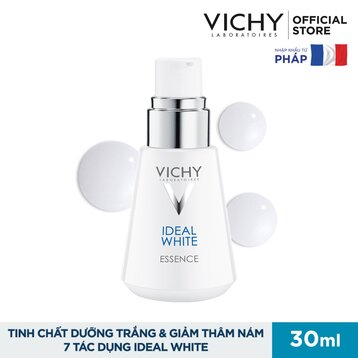 VICHY
LABORATOIRES
OFFICIAL
STORE
NHẬP KHẨU TỪ
PHÁP
VICHY
LABORATOIRES
IDEAL
WHITE
ESSENCE
TINH CHẤT DƯỠNG TRẮNG & GIẢM THÂM NÁM
7 TÁC DỤNG IDEAL WHITE
30ml